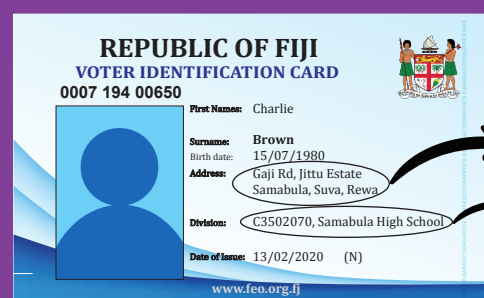 REPUBLIC OF FIJI
VOTER IDENTIFICATION CARD
0007 194 00650
First Names: Charlie
Surname: Brown
Birth date: 15/07/1980
Address: Gaji Rd, Jittu Estate
Samabula, Suva, Rewa
Division: C3502070, Samabula High School
Date of Issue: 13/02/2020 (N)
www.feo.org.fj